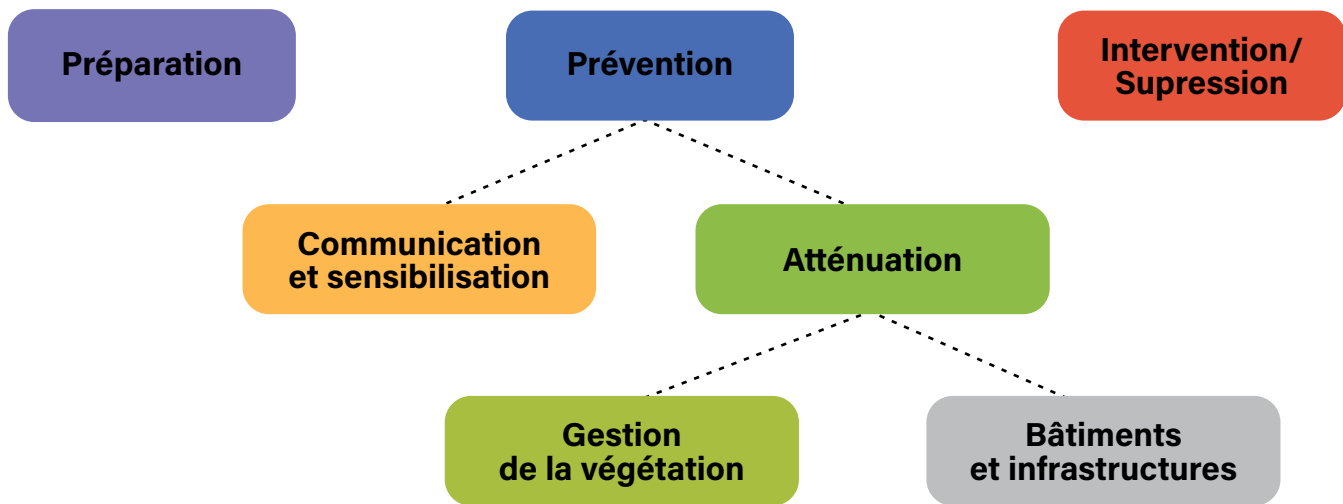 Préparation
Prévention
Intervention/
Supression
Communication
et sensibilisation
Atténuation
Gestion
de la végétation
Bâtiments
et infrastructures